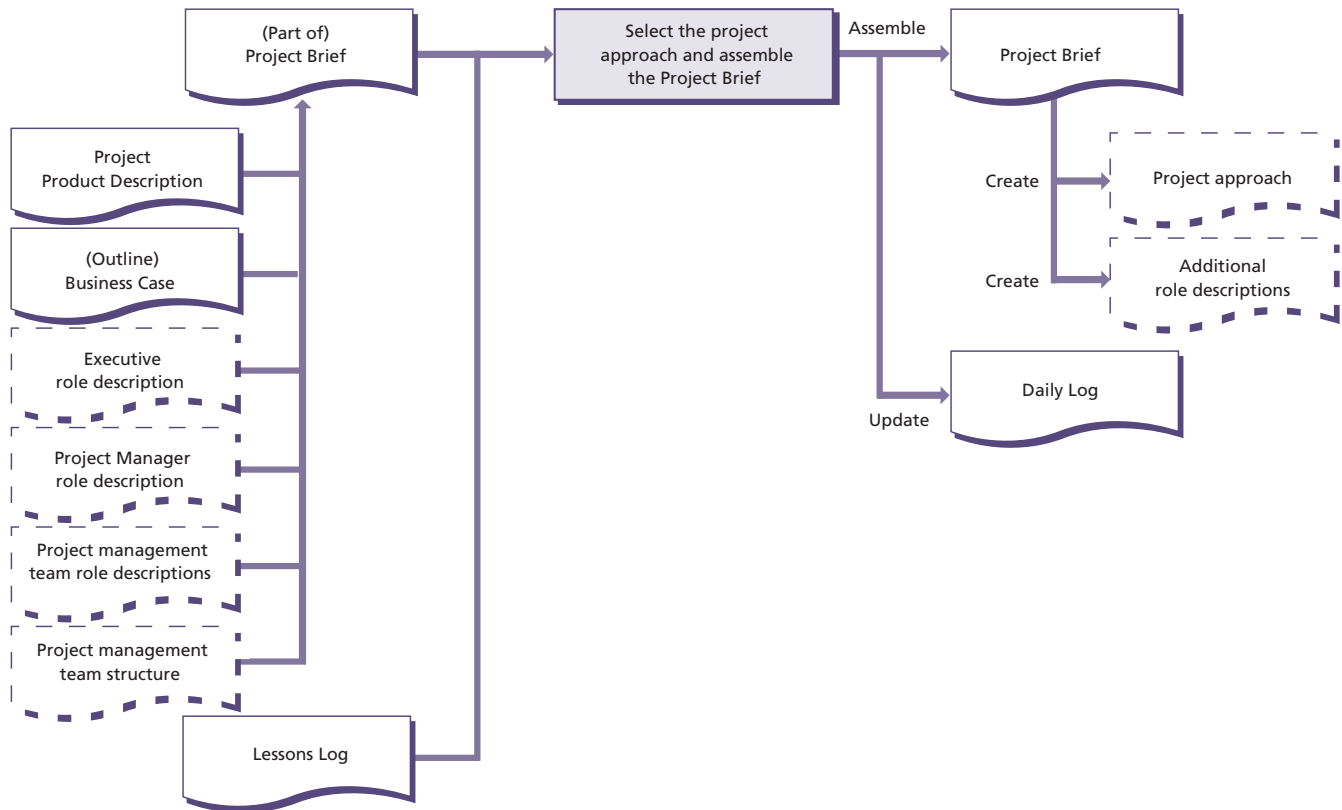 (Part of)
Project Brief
Select the project
approach and assemble
the Project Brief
Assemble
Project Brief
Project
Product Description
Create
Project approach
(Outline)
Business Case
Create
Additional
role descriptions
Executive
role description
Update
Daily Log
Project Manager
role description
Project management
team role descriptions
Project management
team structure
Lessons Log